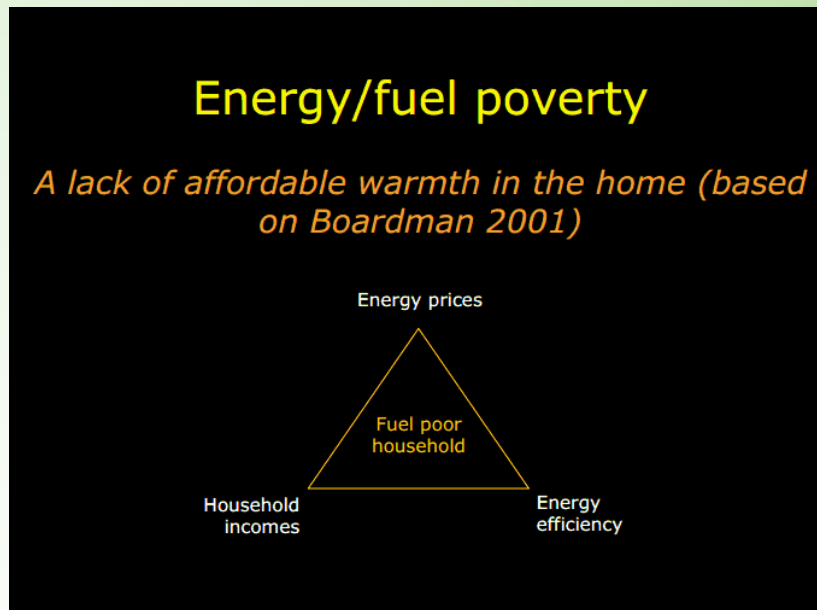 Energy/fuel poverty
A lack of affordable warmth in the home (based
on Boardman 2001)
Energy prices
Fuel poor
household
Household
incomes
Energy
efficiency